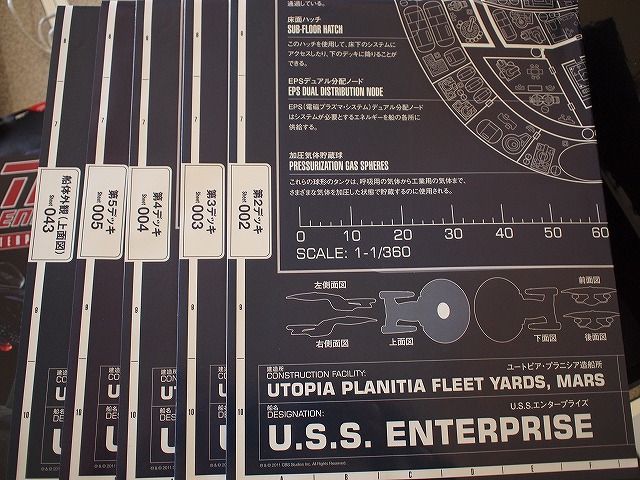 通過している。
床面ハッチ
SUB-FLOOR HATCH
このハッチを使用して、床下のシステムに
アクセスしたり、下のデッキに降りることが
できる。
EPSデュアル分配ノード
EPS DUAL DISTRIBUTION NODE
EPS(電磁プラズマ・システム)デュアル分配ノード
はシステムが必要とするエネルギーを船の各所に
供給する。
加圧気体貯蔵球
PRESSURIZATION GAS SPHERES
これらの球形のタンクは、呼吸用の気体から工業用の気体まで、
さまざまな気体を加圧した状態で貯蔵するのに使用される。
0 10 20 30 40 50 60
SCALE: 1-1/360
左側面図
右側面図
上面図
下面図
前面図
後面図
建造所
CONSTRUCTION FACILITY:
ユートピア・プラニシア造船所
UTOPIA PLANITIA FLEET YARDS, MARS
船名
DESIGNATION:
U.S.S.エンタープライズ
U.S.S. ENTERPRISE
© & ® 2011 CBS Studios Inc. All Rights Reserved.
A B C D E F
第2デッキ
Sheet 002
第3デッキ
Sheet 003
第4デッキ
Sheet 004
第5デッキ
Sheet 005
船体外観(上面図)
Sheet 043